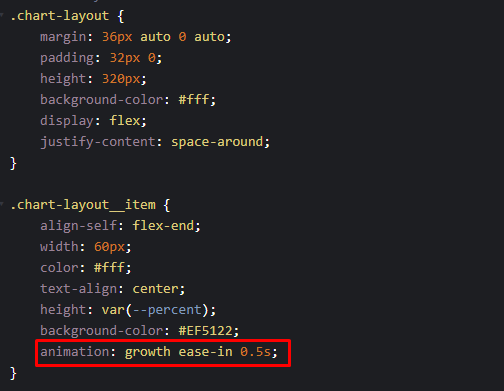 .chart-layout {
margin: 36px auto 0 auto;
padding: 32px 0;
height: 320px;
background-color: #fff;
display: flex;
justify-content: space-around;
}
.chart-layout__item {
align-self: flex-end;
width: 60px;
color: #fff;
text-align: center;
height: var(--percent);
background-color: #EF5122;
animation: growth ease-in 0.5s;
}